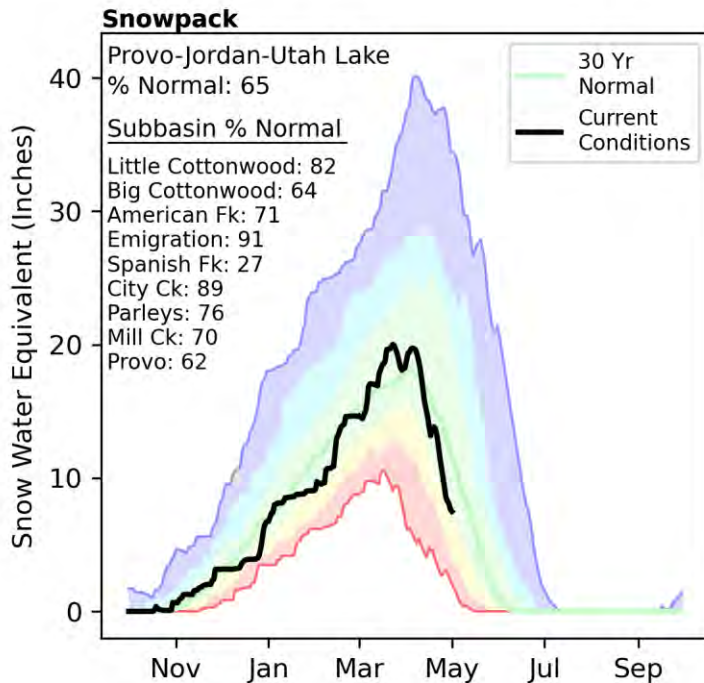 Snowpack
Provo-Jordan-Utah Lake
% Normal: 65
Subbasin % Normal
Little Cottonwood: 82
Big Cottonwood: 64
American Fk: 71
Emigration: 91
Spanish Fk: 27
City Ck: 89
Parleys: 76
Mill Ck: 70
Provo: 62
30 Yr
Normal
Current
Conditions
Snow Water Equivalent (Inches)
40
30
20
10
0
Nov
Jan
Mar
May
Jul
Sep